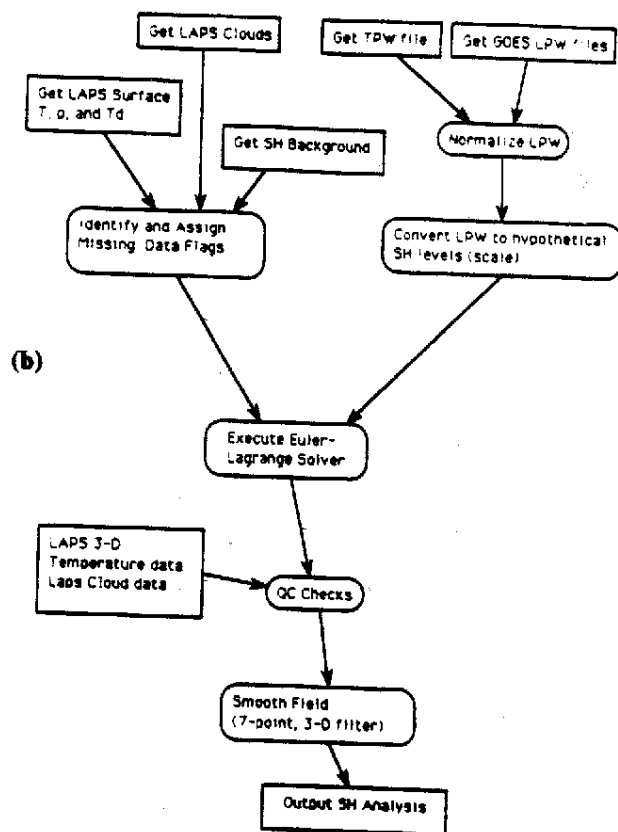 Get LAPS Clouds
Get TPW file
Get GOES LPW files
Get LAPS Surface
T, p, and Td
Get SH Background
Normalize LPW
Identify and Assign
Missing Data Flags
Convert LPW to hypothetical
SH levels (scale)
(b)
Execute Euler-
Lagrange Solver
LAPS 3-D
Temperature data
Laps Cloud data
QC Checks
Smooth Field
(7-point, 3-D filter)
Output SH Analysis